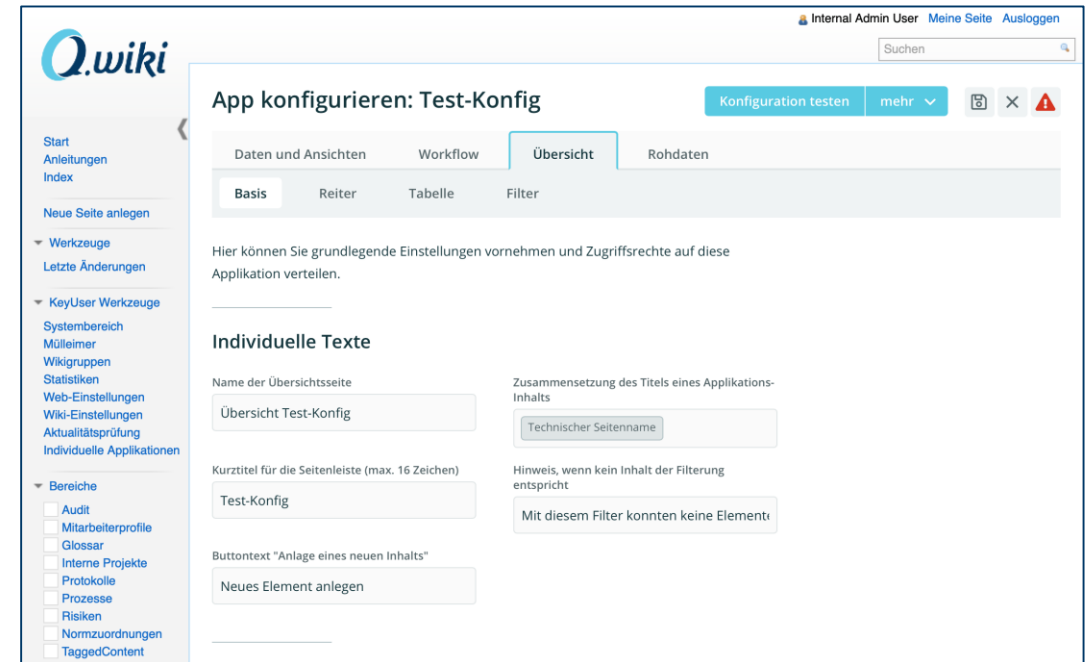 Internal Admin User Meine Seite Ausloggen
Suchen
Q.wiki
App konfigurieren: Test-Konfig
Konfiguration testen mehr
Start
Anleitungen
Index
Neue Seite anlegen
Werkzeuge
Letzte Änderungen
KeyUser Werkzeuge
Systembereich
Mülleimer
Wikigruppen
Statistiken
Web-Einstellungen
Wiki-Einstellungen
Aktualitätsprüfung
Individuelle Applikationen
Bereiche
Audit
Mitarbeiterprofile
Glossar
Interne Projekte
Protokolle
Prozesse
Risiken
Normzuordnungen
TaggedContent
Daten und Ansichten Workflow Übersicht Rohdaten
Basis Reiter Tabelle Filter
Hier können Sie grundlegende Einstellungen vornehmen und Zugriffsrechte auf diese
Applikation verteilen.
Individuelle Texte
Name der Übersichtsseite
Übersicht Test-Konfig
Zusammensetzung des Titels eines Applikations-
Inhalts
Technischer Seitenname
Kurztitel für die Seitenleiste (max. 16 Zeichen)
Test-Konfig
Hinweis, wenn kein Inhalt der Filterung
entspricht
Mit diesem Filter konnten keine Elemente
Buttontext "Anlage eines neuen Inhalts"
Neues Element anlegen